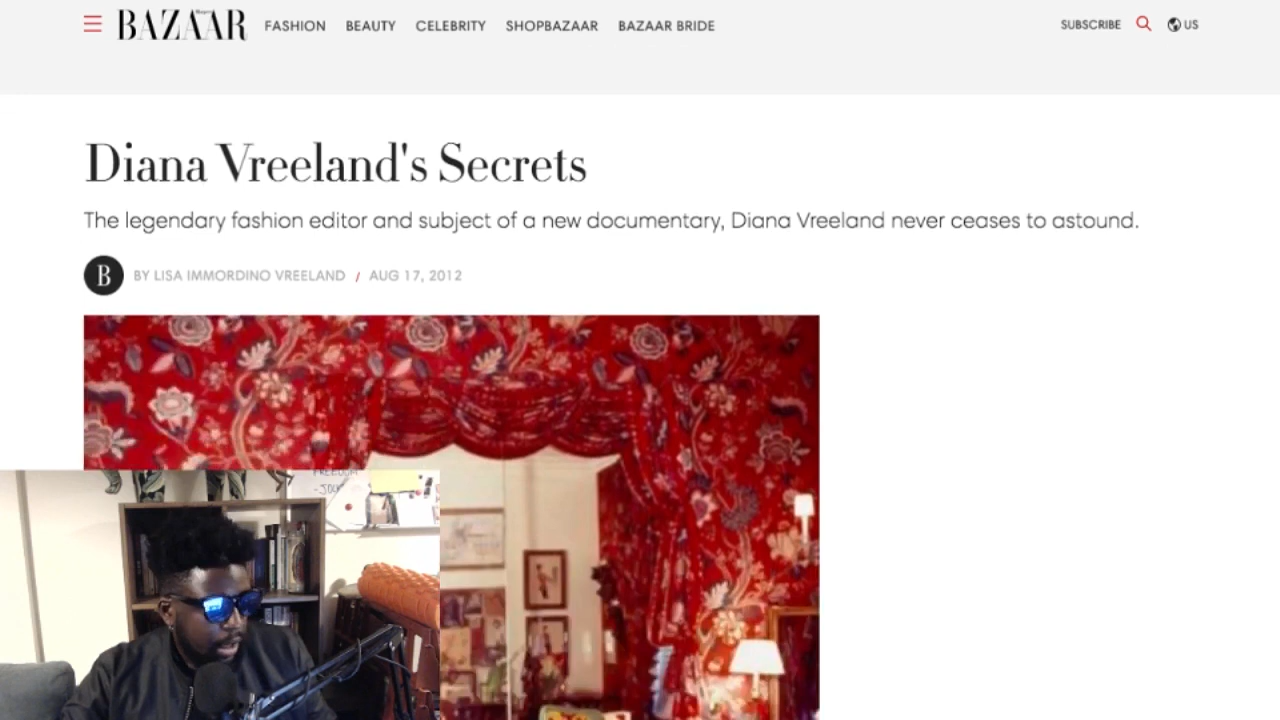 BAZAAR
FASHION BEAUTY CELEBRITY SHOPBAZAAR BAZAAR BRIDE SUBSCRIBE US
Diana Vreeland's Secrets
The legendary fashion editor and subject of a new documentary, Diana Vreeland never ceases to astound.
B BY LISA IMMORDINO VREELAND / AUG 17, 2012
FREEDOM